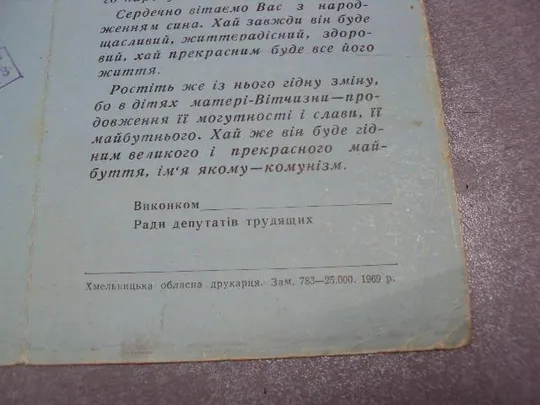 Сердечно вітаємо Вас з народ-
женням сина. Хай завжди він буде
щасливий, життєрадісний, здоро-
вий, хай прекрасним буде все його
життя.
Ростіть же із нього гідну зміну,
бо в дітях матері-Вітчизни—про-
довження її могутності і слави, її
майбутнього. Хай же він буде гід-
ним великого і прекрасного май-
буття, ім'я якому—комунізм.
Виконком
Ради депутатів трудящих
Хмельницька обласна друкарня. Зам. 783—25.000. 1969 р.